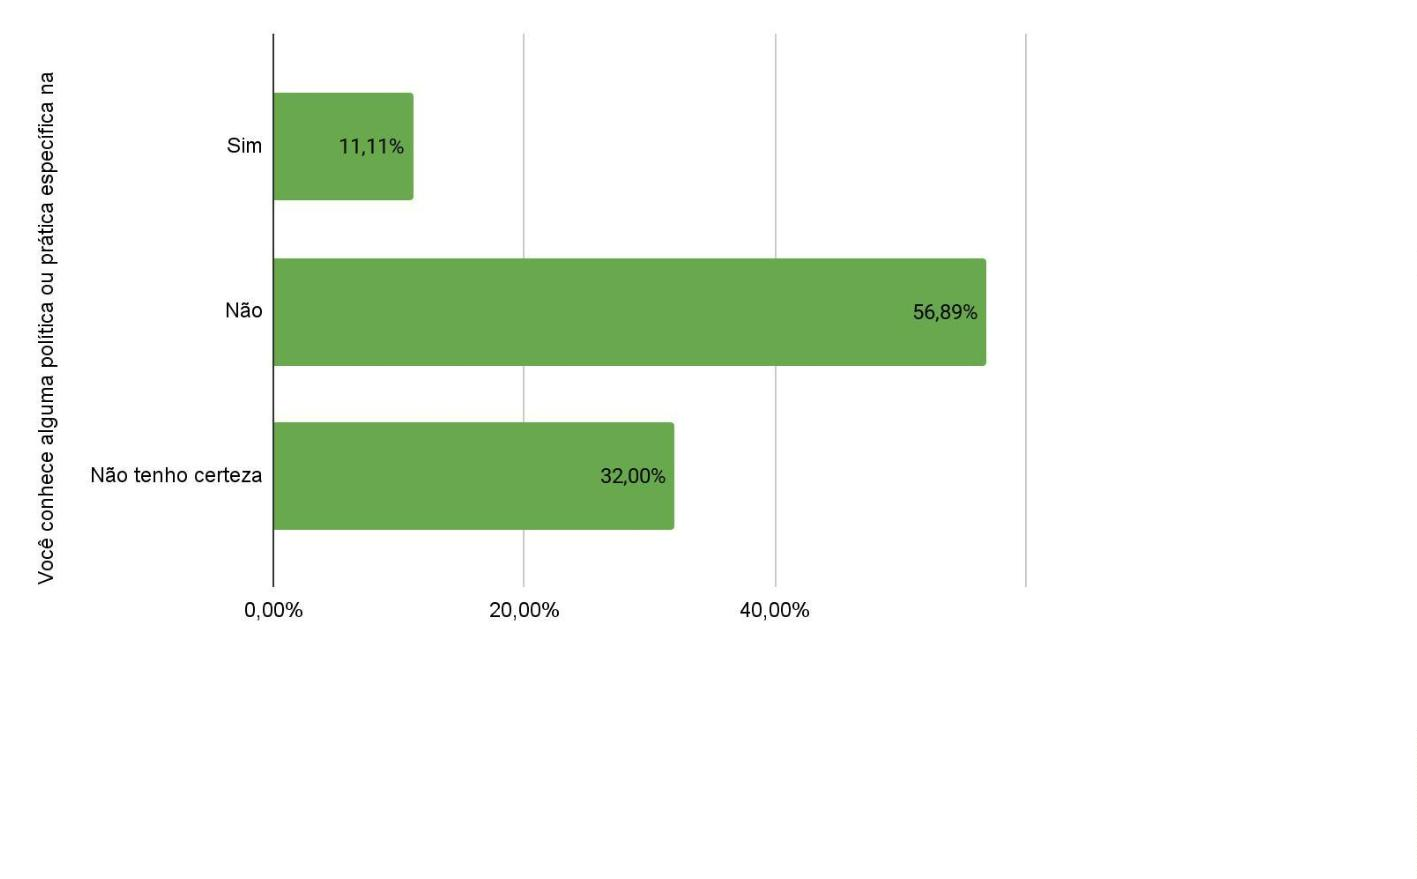 Você conhece alguma política ou prática específica na
Sim
11,11%
Não
56,89%
Não tenho certeza
32,00%
0,00%
20,00%
40,00%